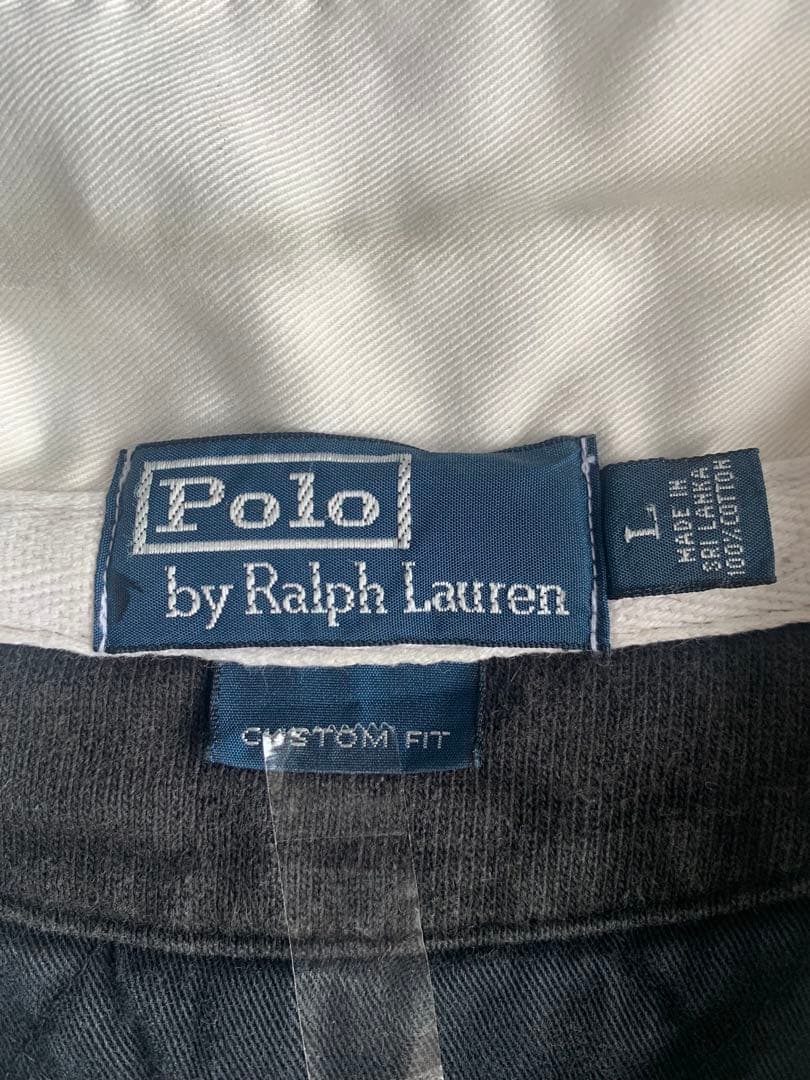 Polo
by Ralph Lauren
L
MADE IN
SRI LANKA
100%COTTON
CUSTOM FIT